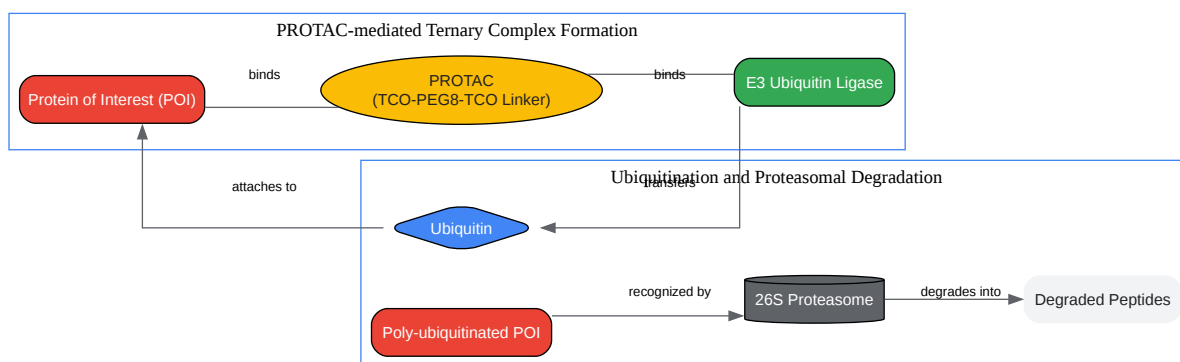 PROTAC-mediated Ternary Complex Formation
binds
binds
Protein of Interest (POI)
PROTAC
(TCO-PEG8-TCO Linker)
E3 Ubiquitin Ligase
Ubiquitination and Proteasomal Degradation
attaches to
transfers
Ubiquitin
recognized by
26S Proteasome
degrades into
Degraded Peptides
Poly-ubiquitinated POI